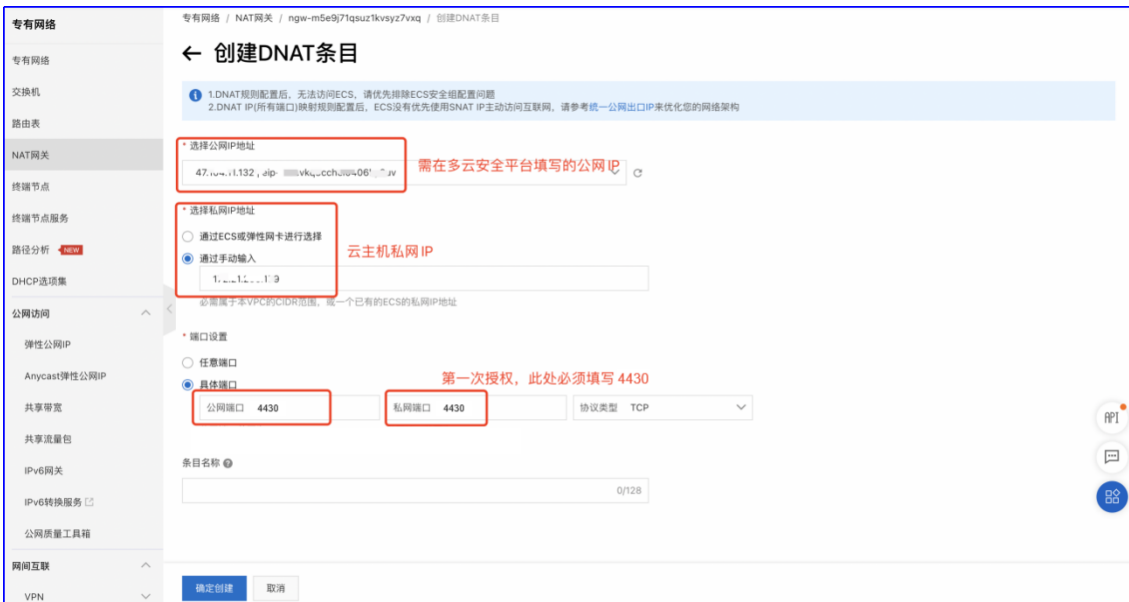 专有网络
专有网络
交换机
路由表
NAT网关
终端节点
终端节点服务
路径分析 NEW
DHCP选项集
公网访问
弹性公网IP
Anycast弹性公网IP
共享带宽
共享流量包
IPv6网关
IPv6转换服务
公网质量工具箱
网间互联
VPN
专有网络 / NAT网关 / ngw-m5e9j71qsuz1kvsyz7vxq / 创建DNAT条目
← 创建DNAT条目
1.DNAT规则配置后，无法访问ECS，请优先排除ECS安全组配置问题
2.DNAT IP(所有端口)映射规则配置后，ECS没有优先使用SNAT IP主动访问互联网，请参考统一公网出口IP来优化您的网络架构
* 选择公网IP地址
需在多云安全平台填写的公网 IP
* 选择私网IP地址
通过ECS或弹性网卡进行选择
通过手动输入
云主机私网 IP
必需属于本VPC的CIDR范围，或一个已有的ECS的私网IP地址
* 端口设置
任意端口
具体端口
第一次授权，此处必须填写 4430
公网端口 4430 私网端口 4430 协议类型 TCP
条目名称
0/128
确定创建 取消
API